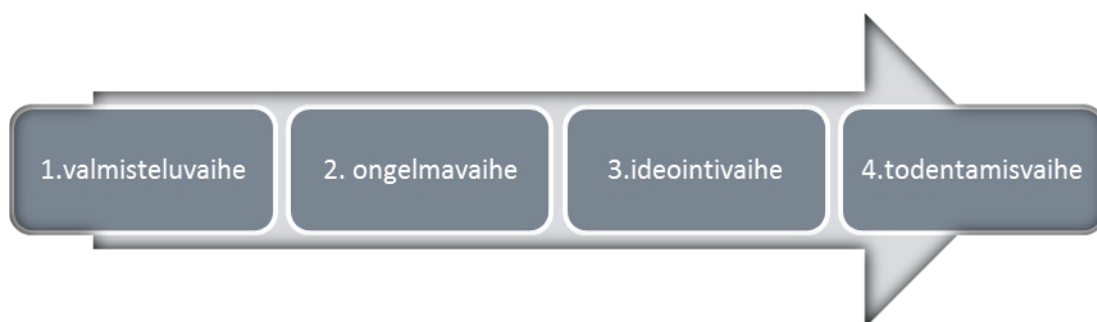 1.valmisteluvaihe
2. ongelmavaihe
3.ideointivaihe
4.todentamisvaihe